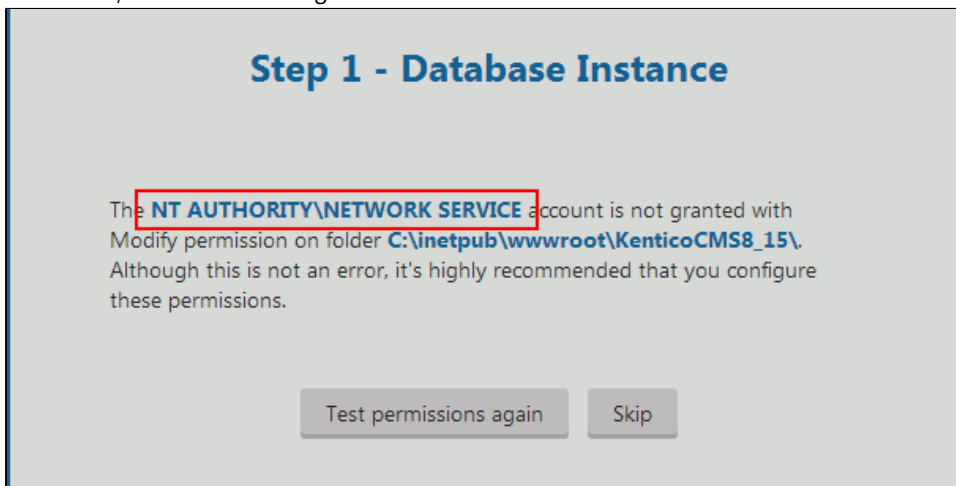 Step 1 - Database Instance
The NT AUTHORITY\NETWORK SERVICE account is not granted with
Modify permission on folder C:\inetpub\wwwroot\KenticoCMS8_15\.
Although this is not an error, it's highly recommended that you configure
these permissions.
Test permissions again Skip